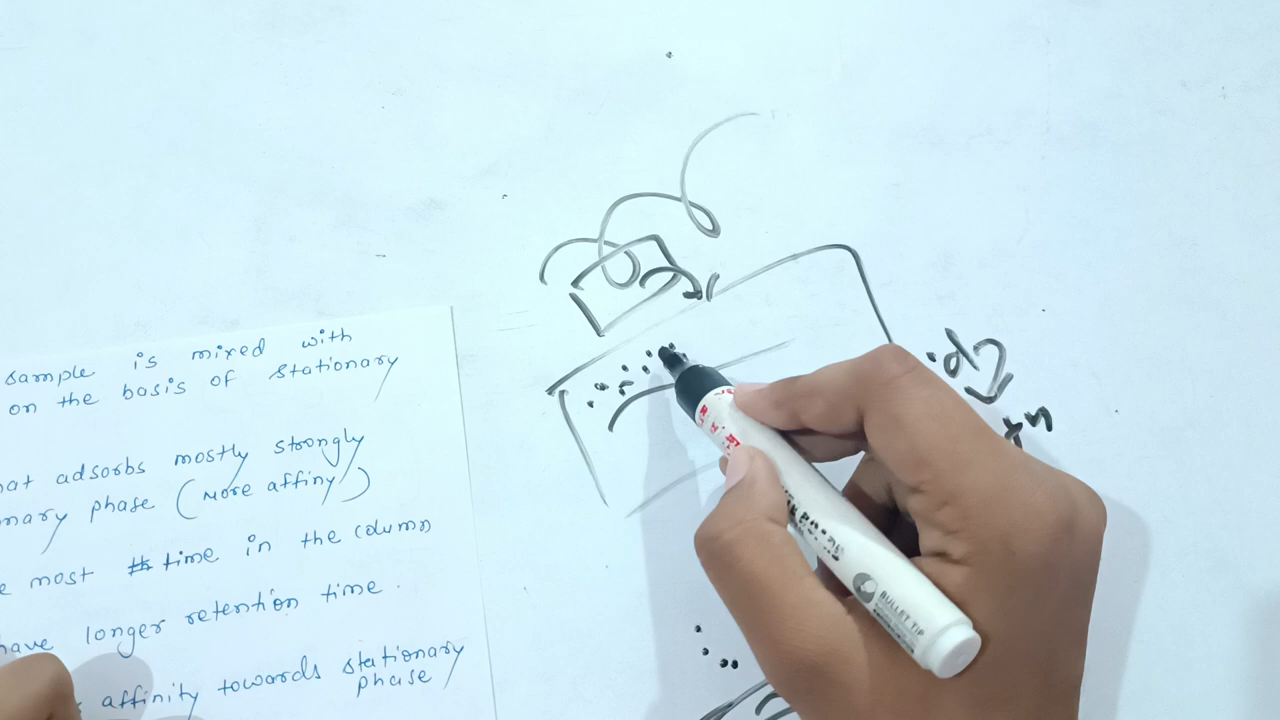 sample is mixed with
on the basis of stationary
hat adsorbs mostly strongly
nary phase (More affiny)
e most time in the column
have longer retention time.
affinity towards stationary
phase
BULLET TIP